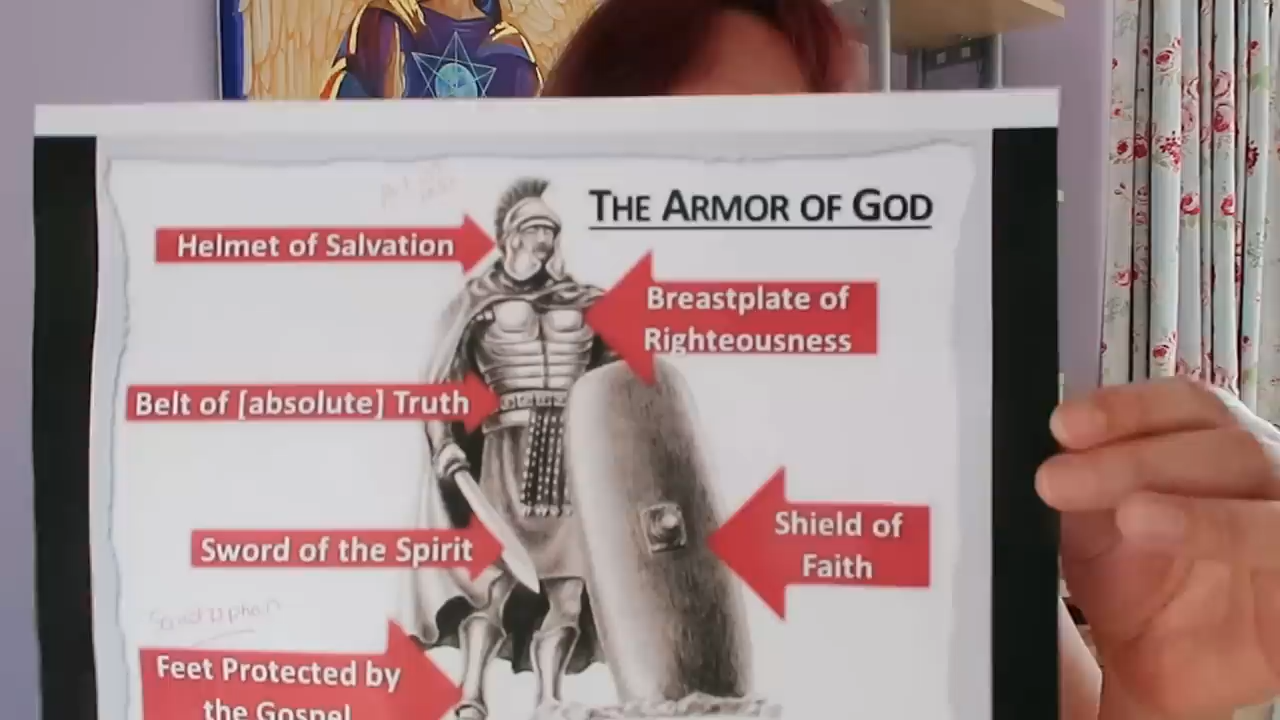 THE ARMOR OF GOD
Helmet of Salvation
Breastplate of
Righteousness
Belt of [absolute] Truth
Sword of the Spirit
Shield of
Faith
Feet Protected by
the Gospel